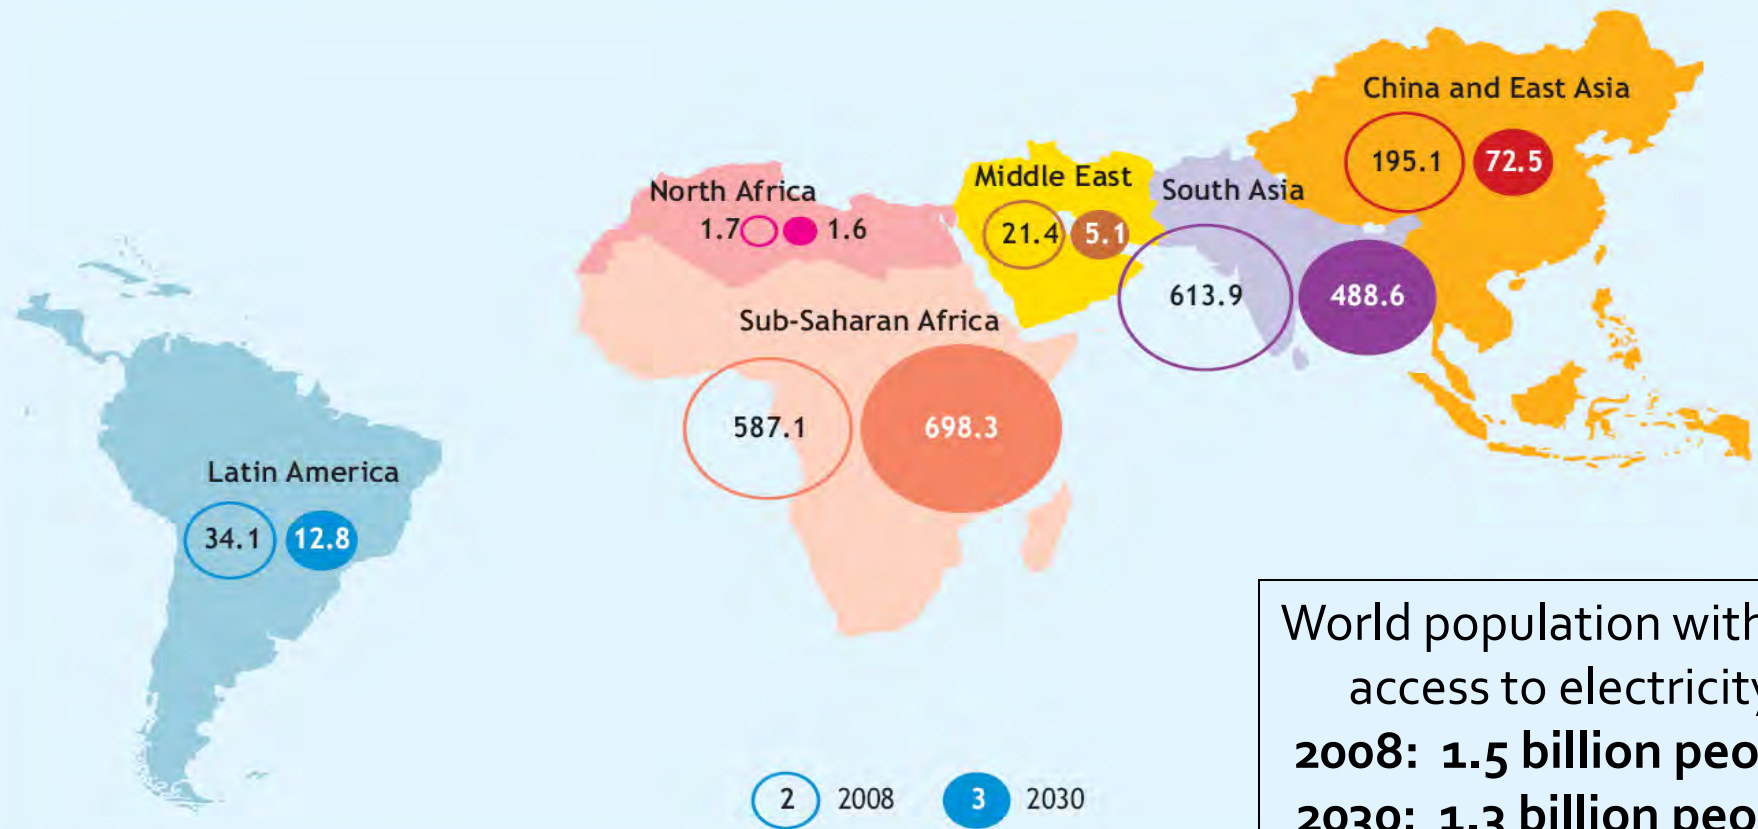 China and East Asia
195.1 72.5
North Africa
1.7 1.6
Middle East
21.4 5.1
South Asia
613.9 488.6
Sub-Saharan Africa
587.1 698.3
Latin America
34.1 12.8
2 2008 3 2030
World population with
access to electricity
2008: 1.5 billion peo
2030: 1.3 billion peo